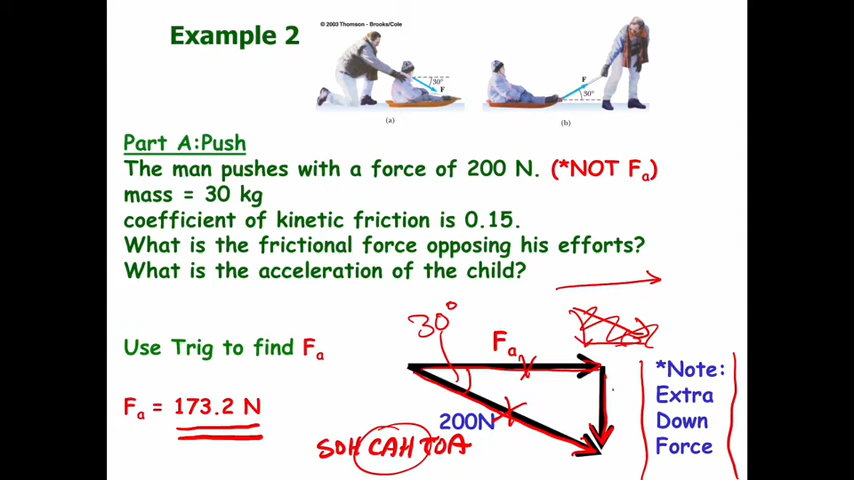 © 2003 Thomson - Brooks/Cole
Example 2
30°
F
F
30°
(a)
(b)
Part A:Push
The man pushes with a force of 200 N. (*NOT Fa)
mass = 30 kg
coefficient of kinetic friction is 0.15.
What is the frictional force opposing his efforts?
What is the acceleration of the child?
30°
Use Trig to find Fa
Fa
*Note:
Extra
Down
Force
Fa = 173.2 N
200N
SOH CAH TOA